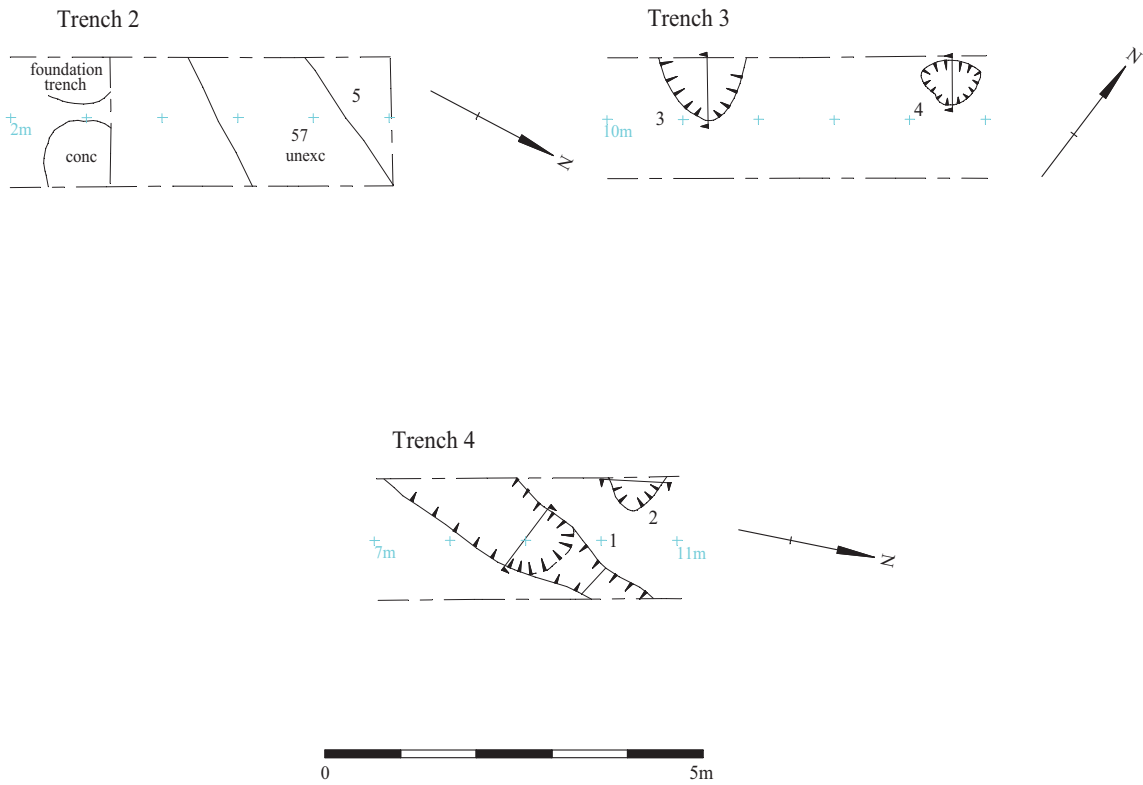 Trench 2
Trench 3
foundation
trench
5
2m
57
unexc
conc
N
3
4
10m
N
Trench 4
2
1
7m
11m
N
0
5m